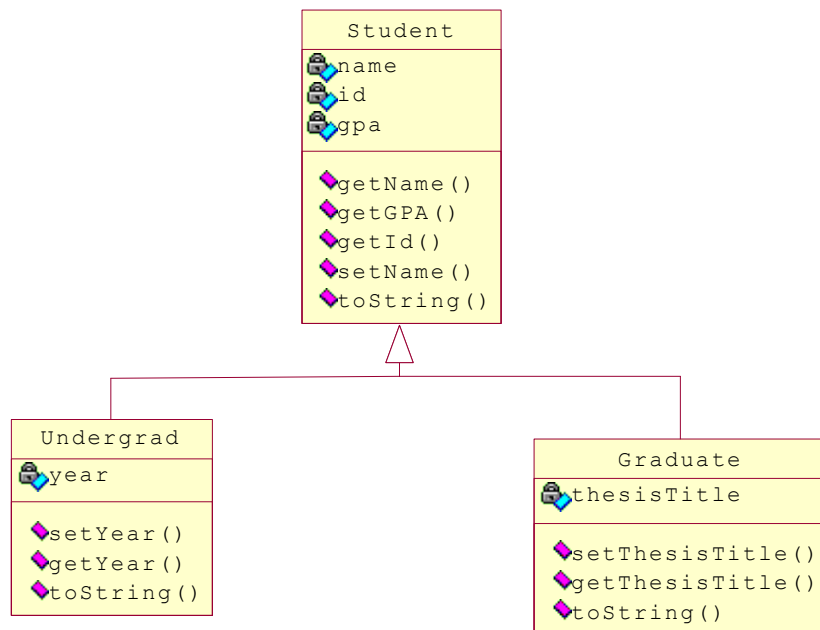 Student
name
id
gpa
getName()
getGPA()
getId()
setName()
toString()
Undergrad
year
setYear()
getYear()
toString()
Graduate
thesisTitle
setThesisTitle()
getThesisTitle()
toString()